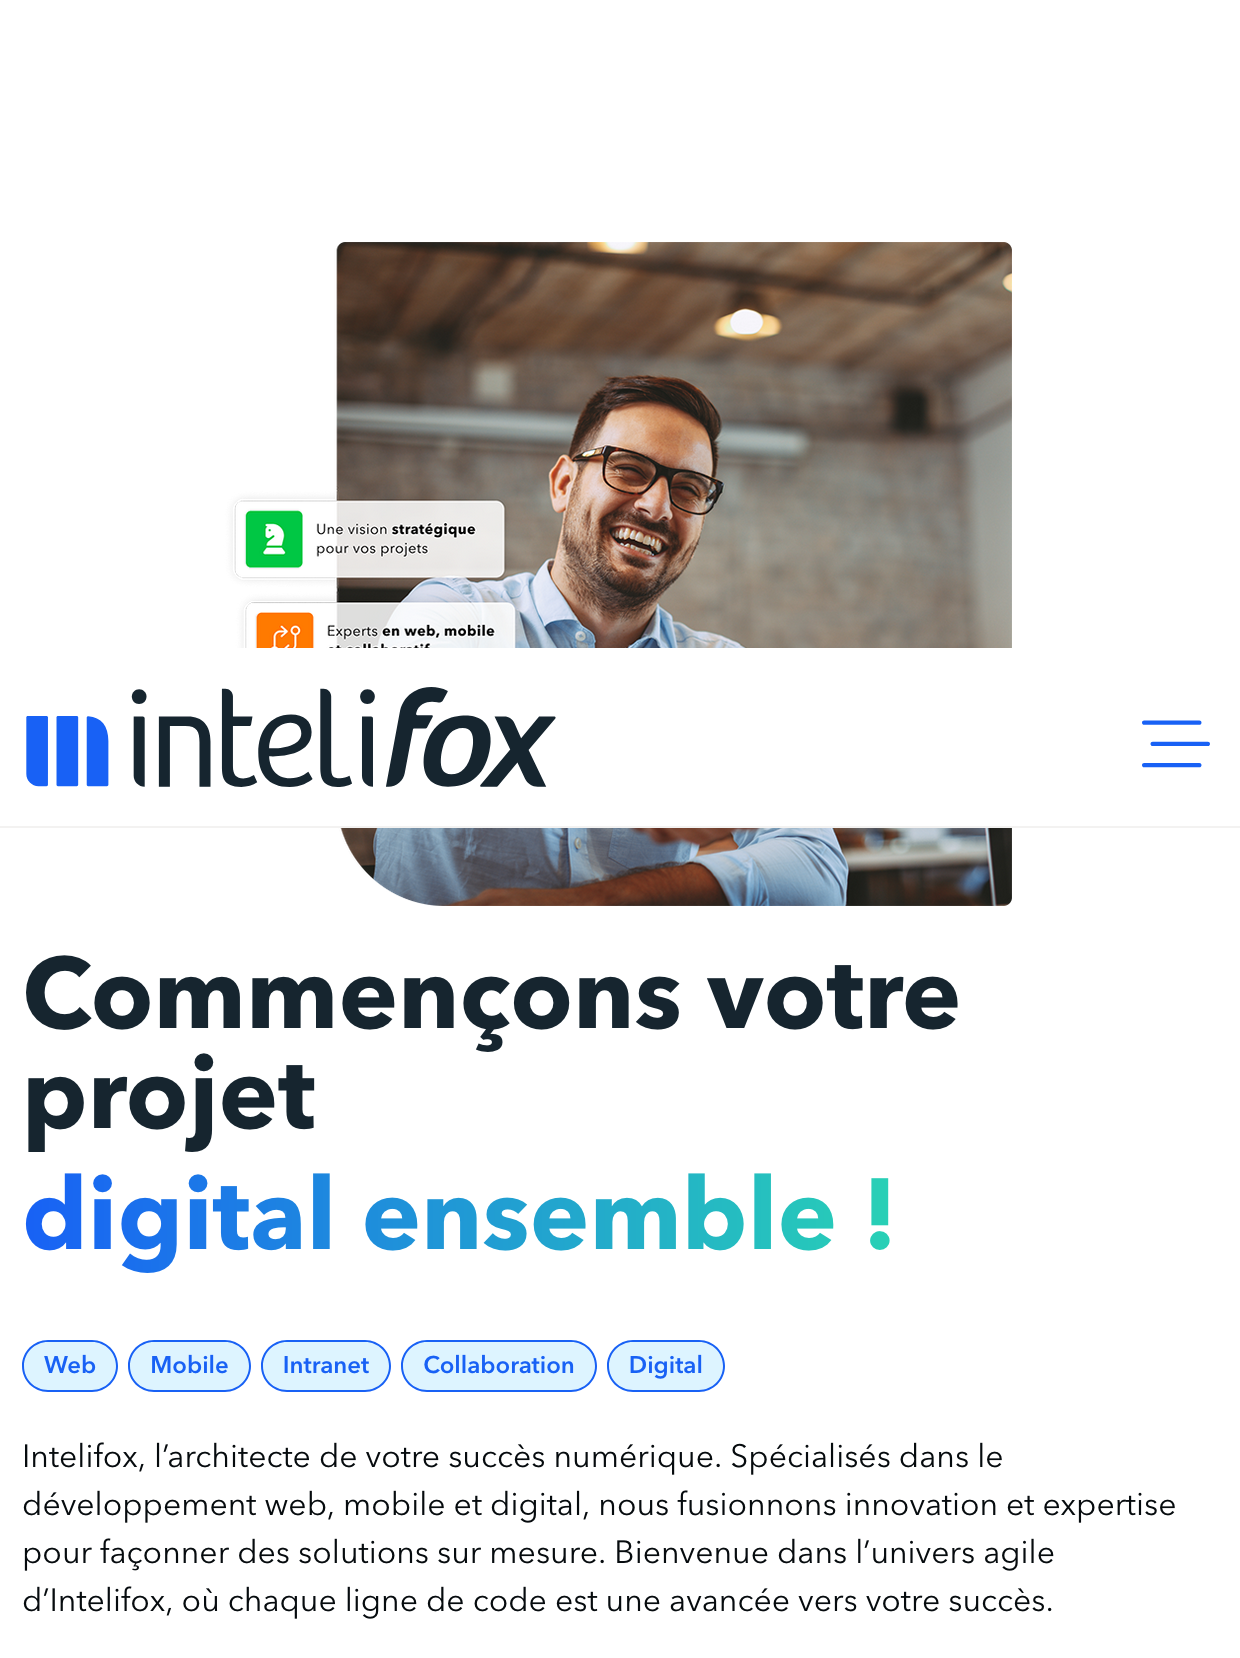 Une vision stratégique
pour vos projets
Experts en web, mobile
intelifox
Commençons votre
projet
digital ensemble !
Web
Mobile
Intranet
Collaboration
Digital
Intelifox, l’architecte de votre succès numérique. Spécialisés dans le
développement web, mobile et digital, nous fusionnons innovation et expertise
pour façonner des solutions sur mesure. Bienvenue dans l’univers agile
d’Intelifox, où chaque ligne de code est une avancée vers votre succès.